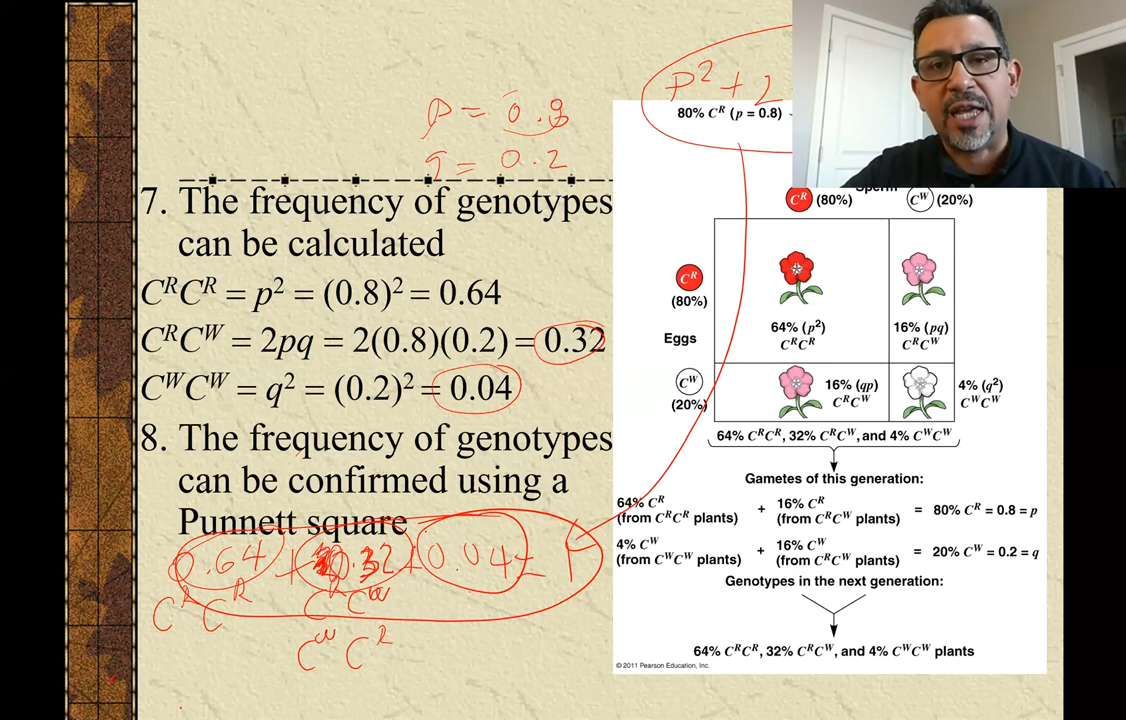 p = 0.8
q = 0.2
p² + 2
7. The frequency of genotypes
can be calculated
CᴿCᴿ = p² = (0.8)² = 0.64
CᴿCᵂ = 2pq = 2(0.8)(0.2) = 0.32
CᵂCᵂ = q² = (0.2)² = 0.04
8. The frequency of genotypes
can be confirmed using a
Punnett square
0.64 + 0.32 + 0.04 = 1
CᴿCᴿ CᴿCᵂ
CᵂCᴿ
80% Cᴿ (p = 0.8)
Sperm
Cᴿ (80%) Cᵂ (20%)
Cᴿ
(80%)
Eggs
64% (p²) 16% (pq)
CᴿCᴿ CᴿCᵂ
Cᵂ
(20%)
16% (qp) 4% (q²)
CᴿCᵂ CᵂCᵂ
64% CᴿCᴿ, 32% CᴿCᵂ, and 4% CᵂCᵂ
Gametes of this generation:
64% Cᴿ + 16% Cᴿ = 80% Cᴿ = 0.8 = p
(from CᴿCᴿ plants) (from CᴿCᵂ plants)
4% Cᵂ + 16% Cᵂ = 20% Cᵂ = 0.2 = q
(from CᵂCᵂ plants) (from CᴿCᵂ plants)
Genotypes in the next generation:
64% CᴿCᴿ, 32% CᴿCᵂ, and 4% CᵂCᵂ plants
© 2011 Pearson Education, Inc.